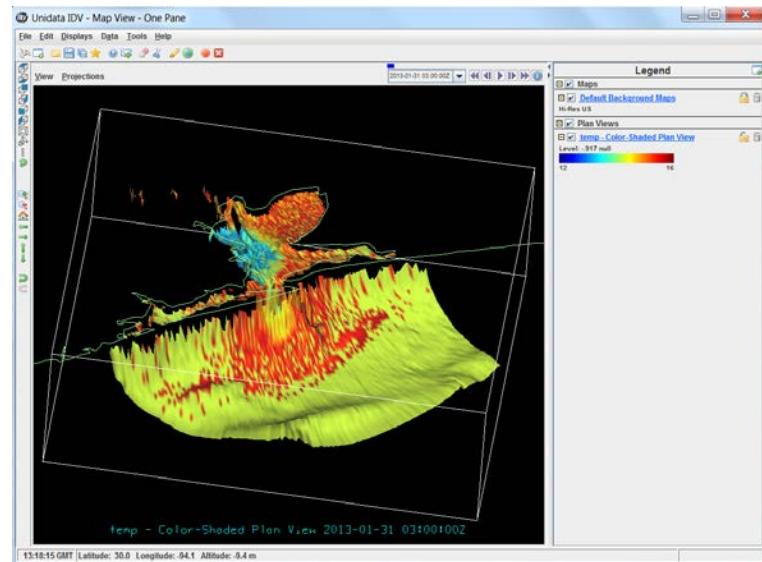 Unidata IDV - Map View - One Pane
File Edit Displays Data Tools Help
View Projections
2013-01-31 03:00:00Z
Legend
Maps
Default Background Maps
Hi-Res US
Plan Views
temp - Color-Shaded Plan View
Level: -.917 null
12 16
temp - Color-Shaded Plan View 2013-01-31 03:00:00Z
13:18:15 GMT Latitude: 30.0 Longitude: -94.1 Altitude: -9.4 m